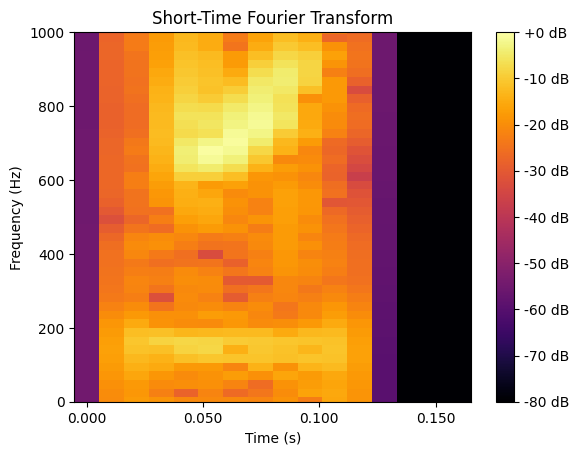 Short-Time Fourier Transform
Frequency (Hz)
1000
800
600
400
200
0
0.000
0.050
0.100
0.150
Time (s)
+0 dB
-10 dB
-20 dB
-30 dB
-40 dB
-50 dB
-60 dB
-70 dB
-80 dB